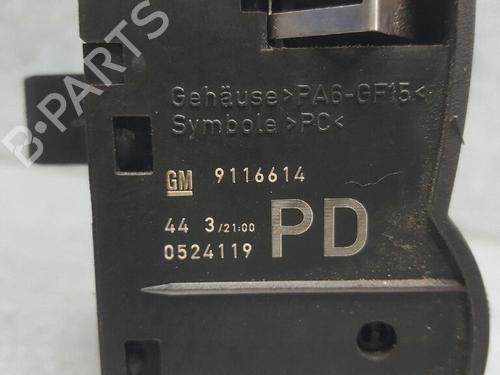 B-PARTS
Gehäuse >PA6-GF15<
Symbole >PC<
GM 9116614
44 3 /21:00 PD
0524119